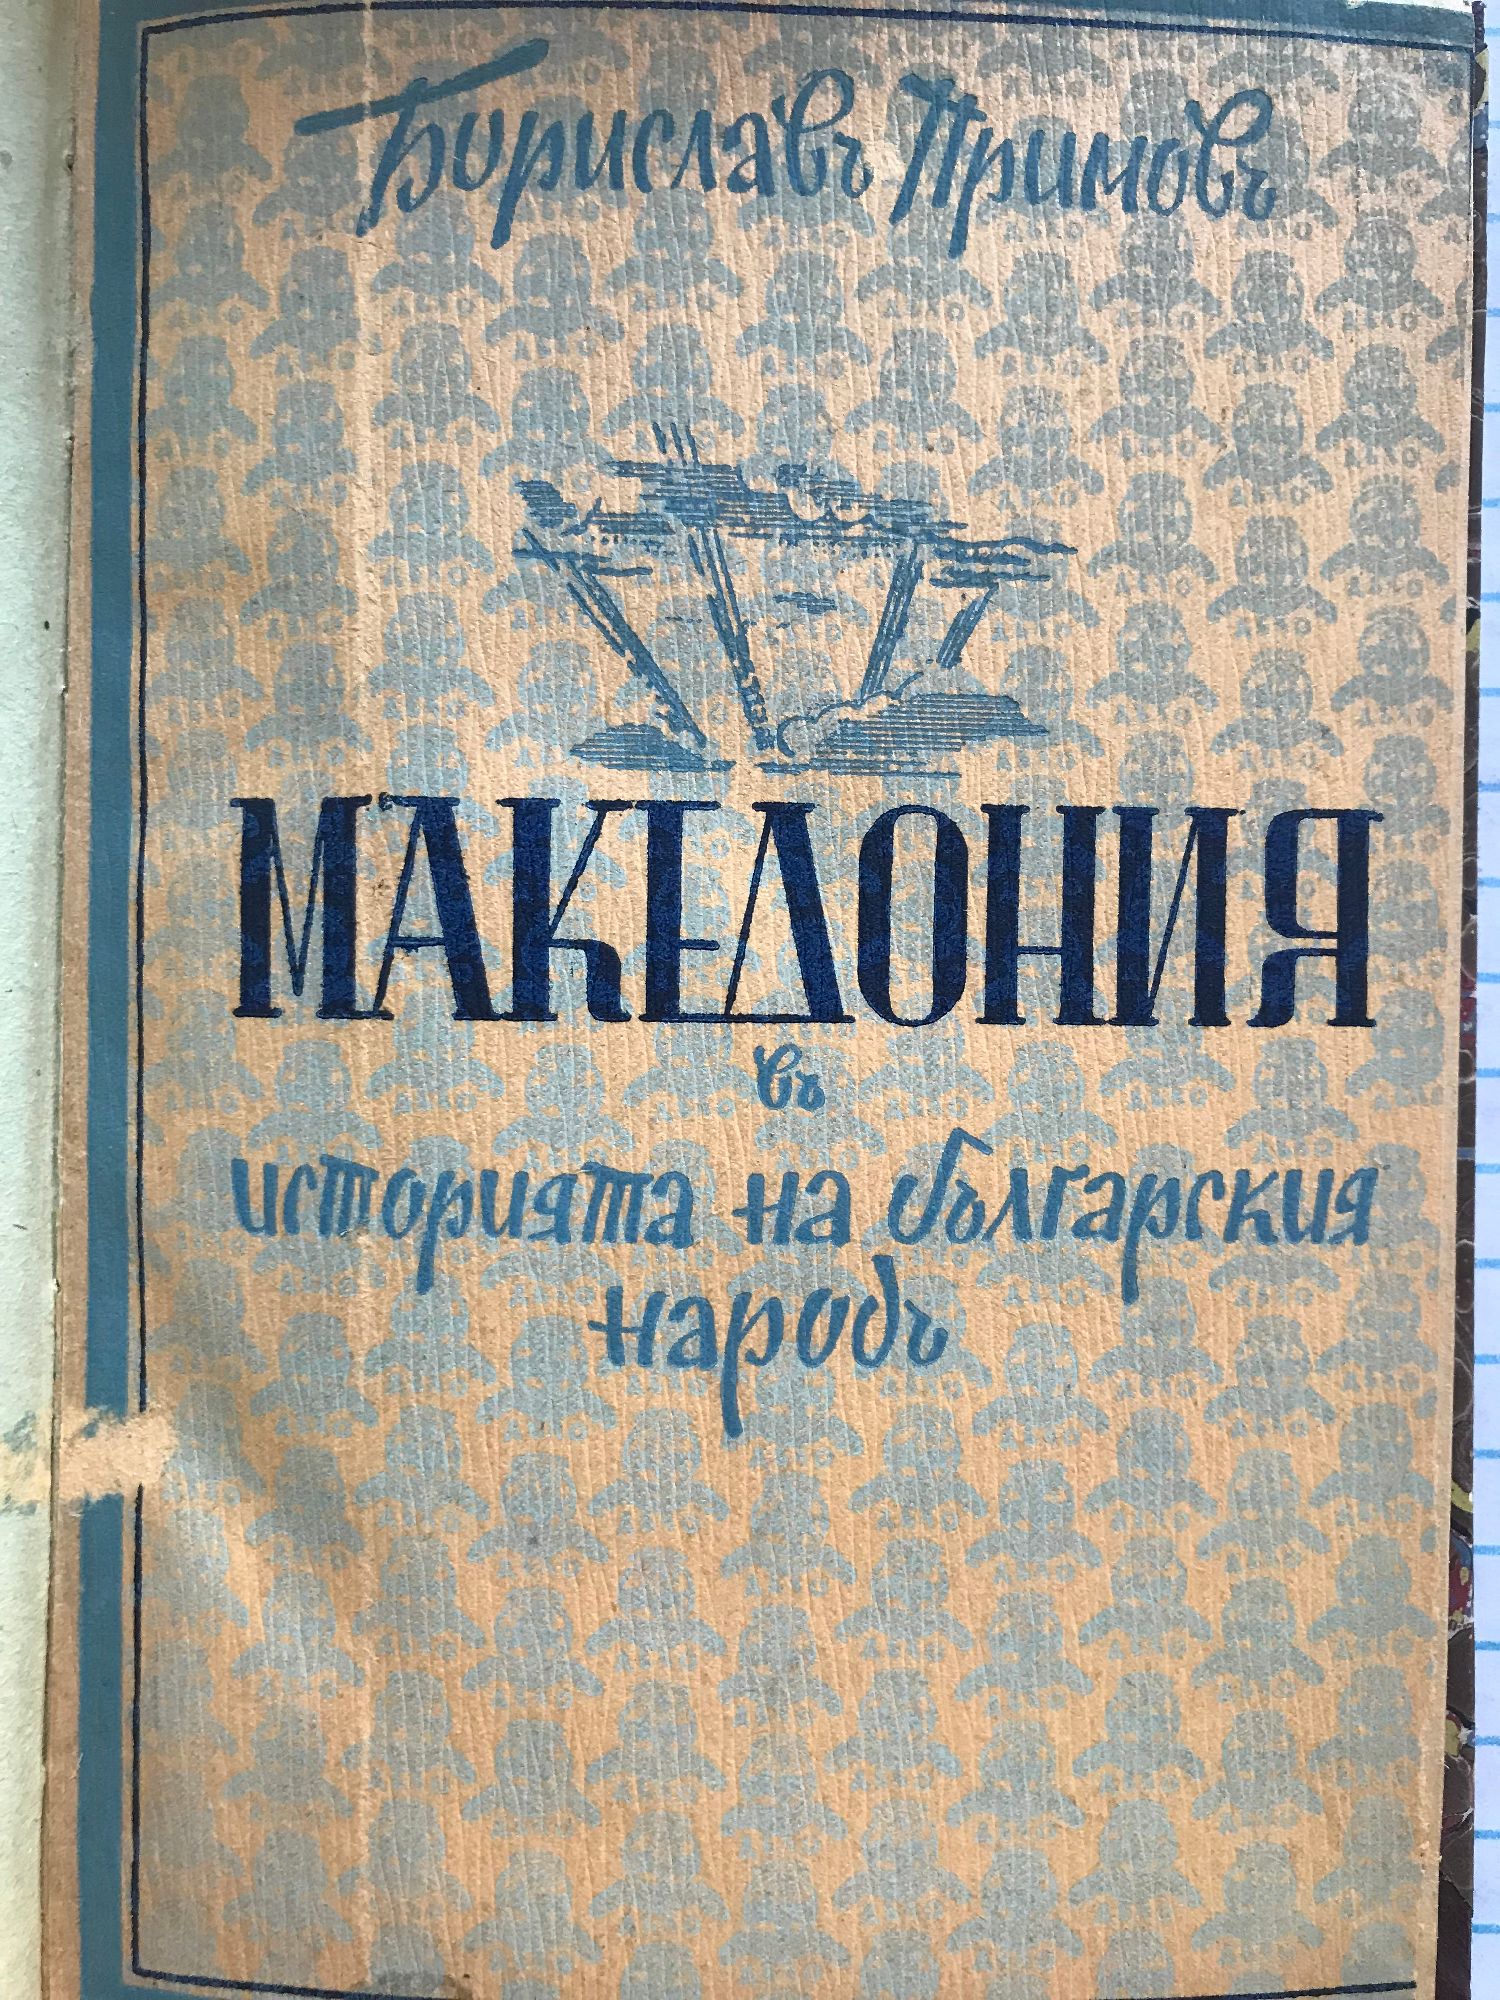 Бориславъ Примовъ
МАКЕДОНИЯ
въ
историята на българския
народъ